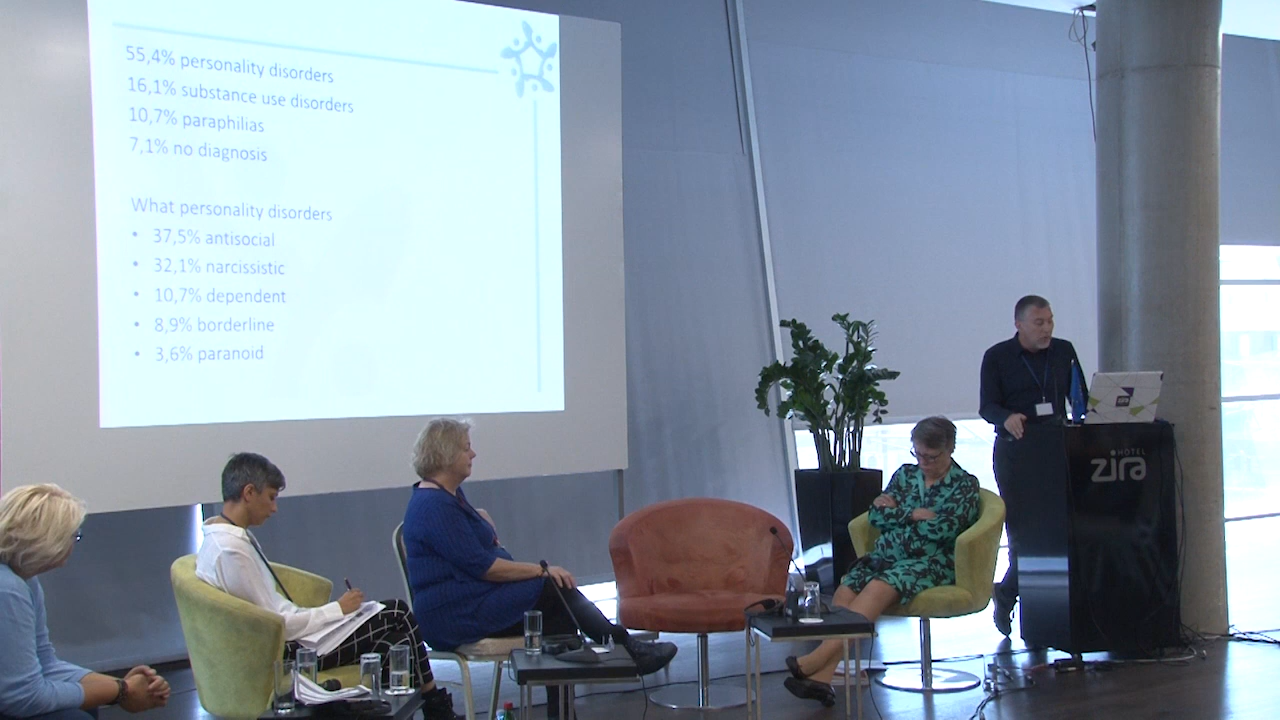 55,4% personality disorders
16,1% substance use disorders
10,7% paraphilias
7,1% no diagnosis
What personality disorders
• 37,5% antisocial
• 32,1% narcissistic
• 10,7% dependent
• 8,9% borderline
• 3,6% paranoid
HOTEL
zira